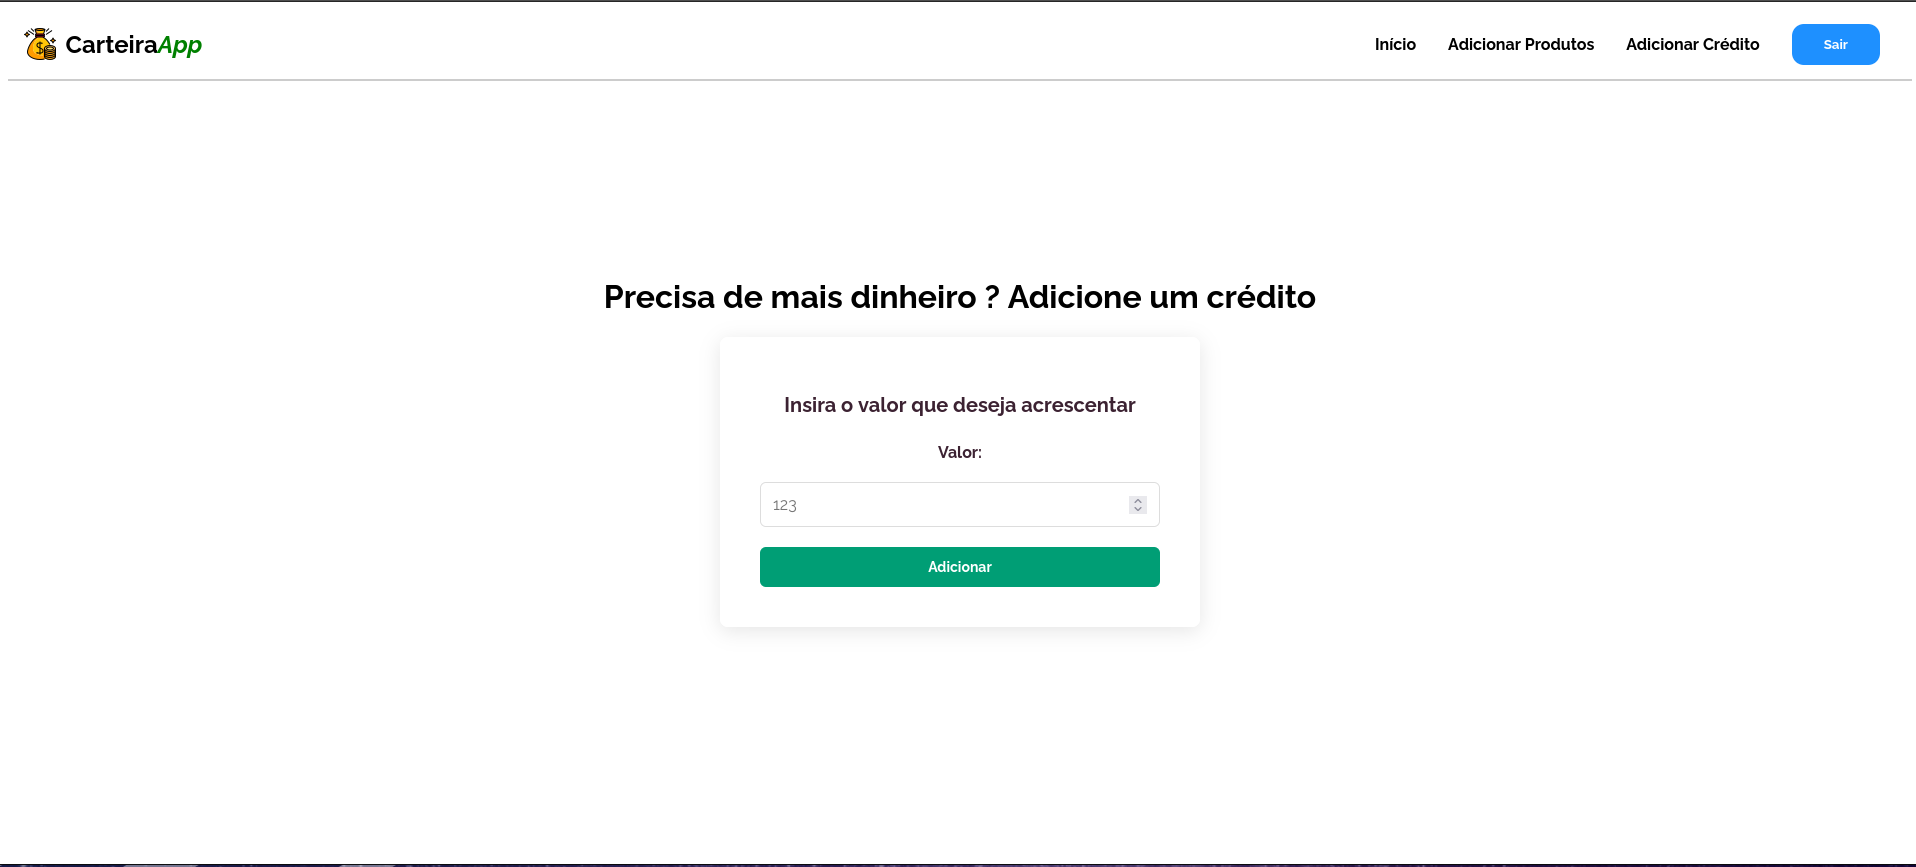 CarteiraApp
Início Adicionar Produtos Adicionar Crédito Sair
Precisa de mais dinheiro ? Adicione um crédito
Insira o valor que deseja acrescentar
Valor:
123
Adicionar